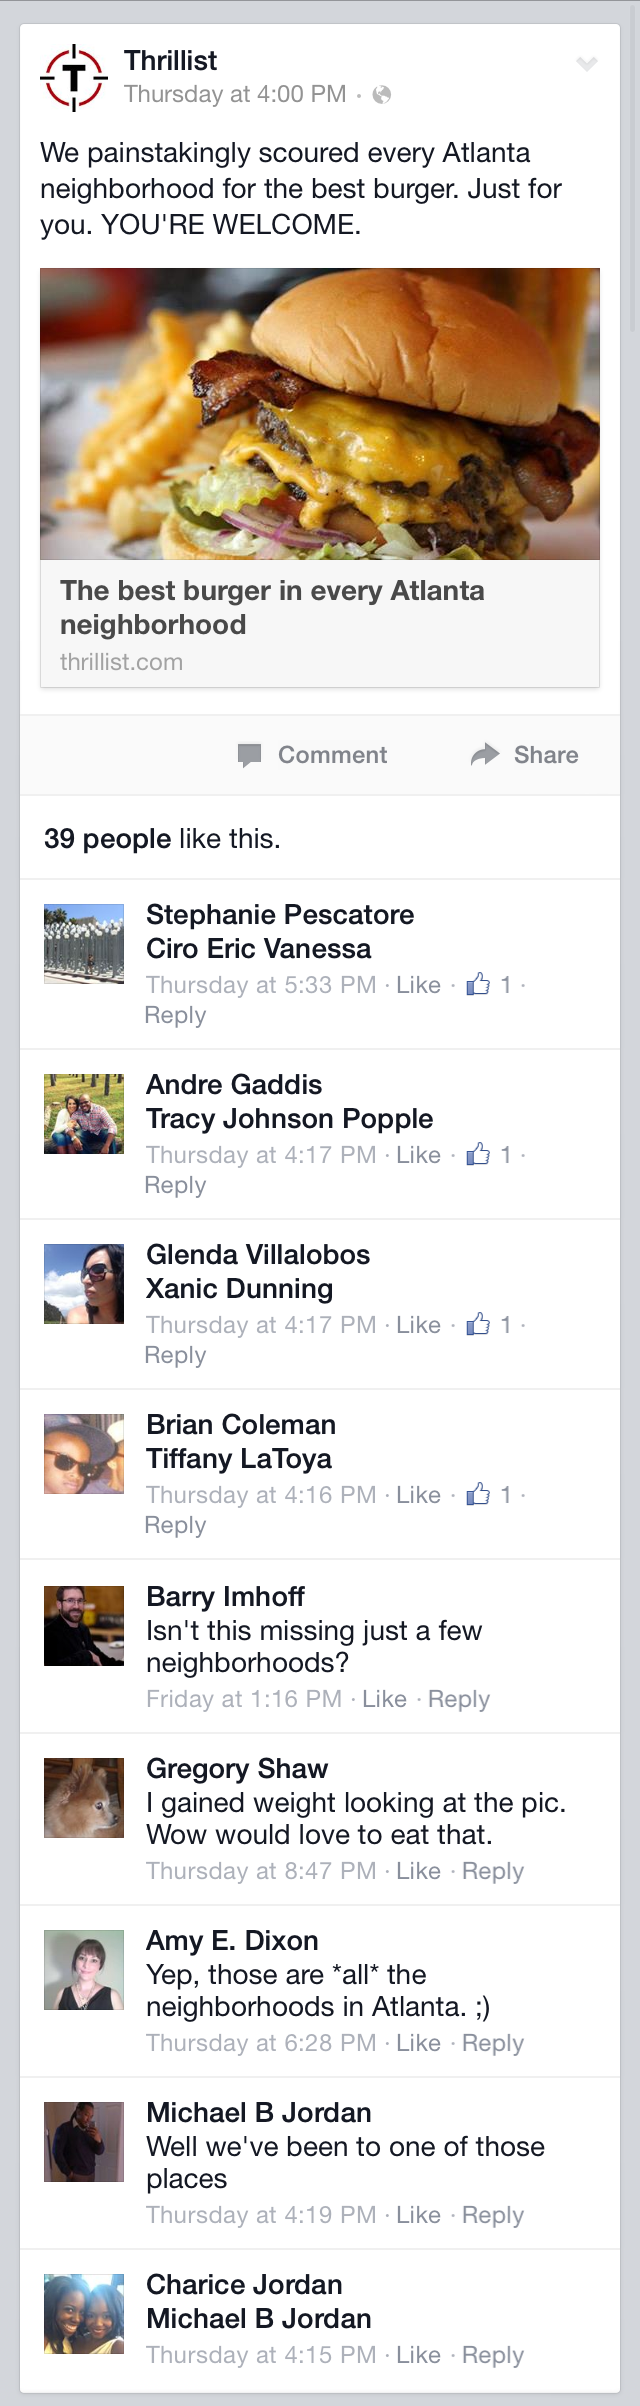 T
Thrillist
Thursday at 4:00 PM ·
We painstakingly scoured every Atlanta
neighborhood for the best burger. Just for
you. YOU'RE WELCOME.
The best burger in every Atlanta
neighborhood
thrillist.com
Comment Share
39 people like this.
Stephanie Pescatore
Ciro Eric Vanessa
Thursday at 5:33 PM · Like · 1 ·
Reply
Andre Gaddis
Tracy Johnson Popple
Thursday at 4:17 PM · Like · 1 ·
Reply
Glenda Villalobos
Xanic Dunning
Thursday at 4:17 PM · Like · 1 ·
Reply
Brian Coleman
Tiffany LaToya
Thursday at 4:16 PM · Like · 1 ·
Reply
Barry Imhoff
Isn't this missing just a few
neighborhoods?
Friday at 1:16 PM · Like · Reply
Gregory Shaw
I gained weight looking at the pic.
Wow would love to eat that.
Thursday at 8:47 PM · Like · Reply
Amy E. Dixon
Yep, those are *all* the
neighborhoods in Atlanta. ;)
Thursday at 6:28 PM · Like · Reply
Michael B Jordan
Well we've been to one of those
places
Thursday at 4:19 PM · Like · Reply
Charice Jordan
Michael B Jordan
Thursday at 4:15 PM · Like · Reply